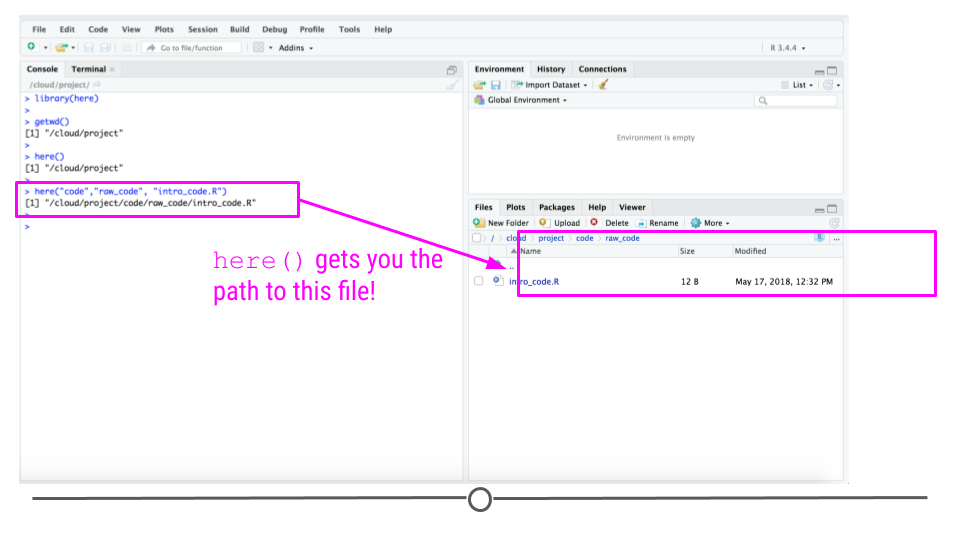 File Edit Code View Plots Session Build Debug Profile Tools Help
Go to file/function Addins R 3.4.4
Console Terminal
/cloud/project/
> library(here)
>
> getwd()
[1] "/cloud/project"
>
> here()
[1] "/cloud/project"
>
> here("code","raw_code", "intro_code.R")
[1] "/cloud/project/code/raw_code/intro_code.R"
>
>
here() gets you the
path to this file!
Environment History Connections
Import Dataset List
Global Environment
Environment is empty
Files Plots Packages Help Viewer
New Folder Upload Delete Rename More
/ cloud project code raw_code ...
Name Size Modified
..
intro_code.R 12 B May 17, 2018, 12:32 PM